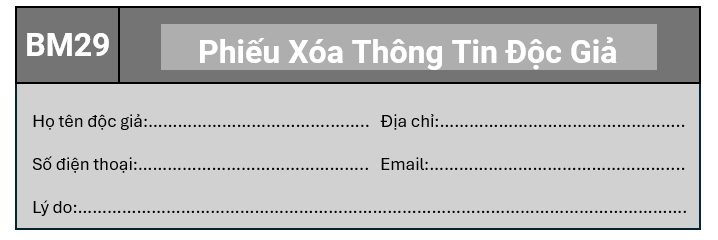 BM29 Phiếu Xóa Thông Tin Độc Giả
Họ tên độc giả:............................................. Địa chỉ:..................................................
Số điện thoại:............................................... Email:....................................................
Lý do:............................................................................................................................